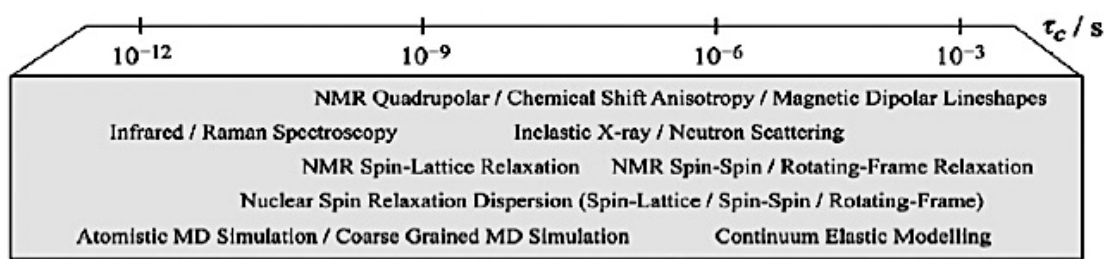 τc / s
10⁻¹² 10⁻⁹ 10⁻⁶ 10⁻³
NMR Quadrupolar / Chemical Shift Anisotropy / Magnetic Dipolar Lineshapes
Infrared / Raman Spectroscopy Inelastic X-ray / Neutron Scattering
NMR Spin-Lattice Relaxation NMR Spin-Spin / Rotating-Frame Relaxation
Nuclear Spin Relaxation Dispersion (Spin-Lattice / Spin-Spin / Rotating-Frame)
Atomistic MD Simulation / Coarse Grained MD Simulation Continuum Elastic Modelling